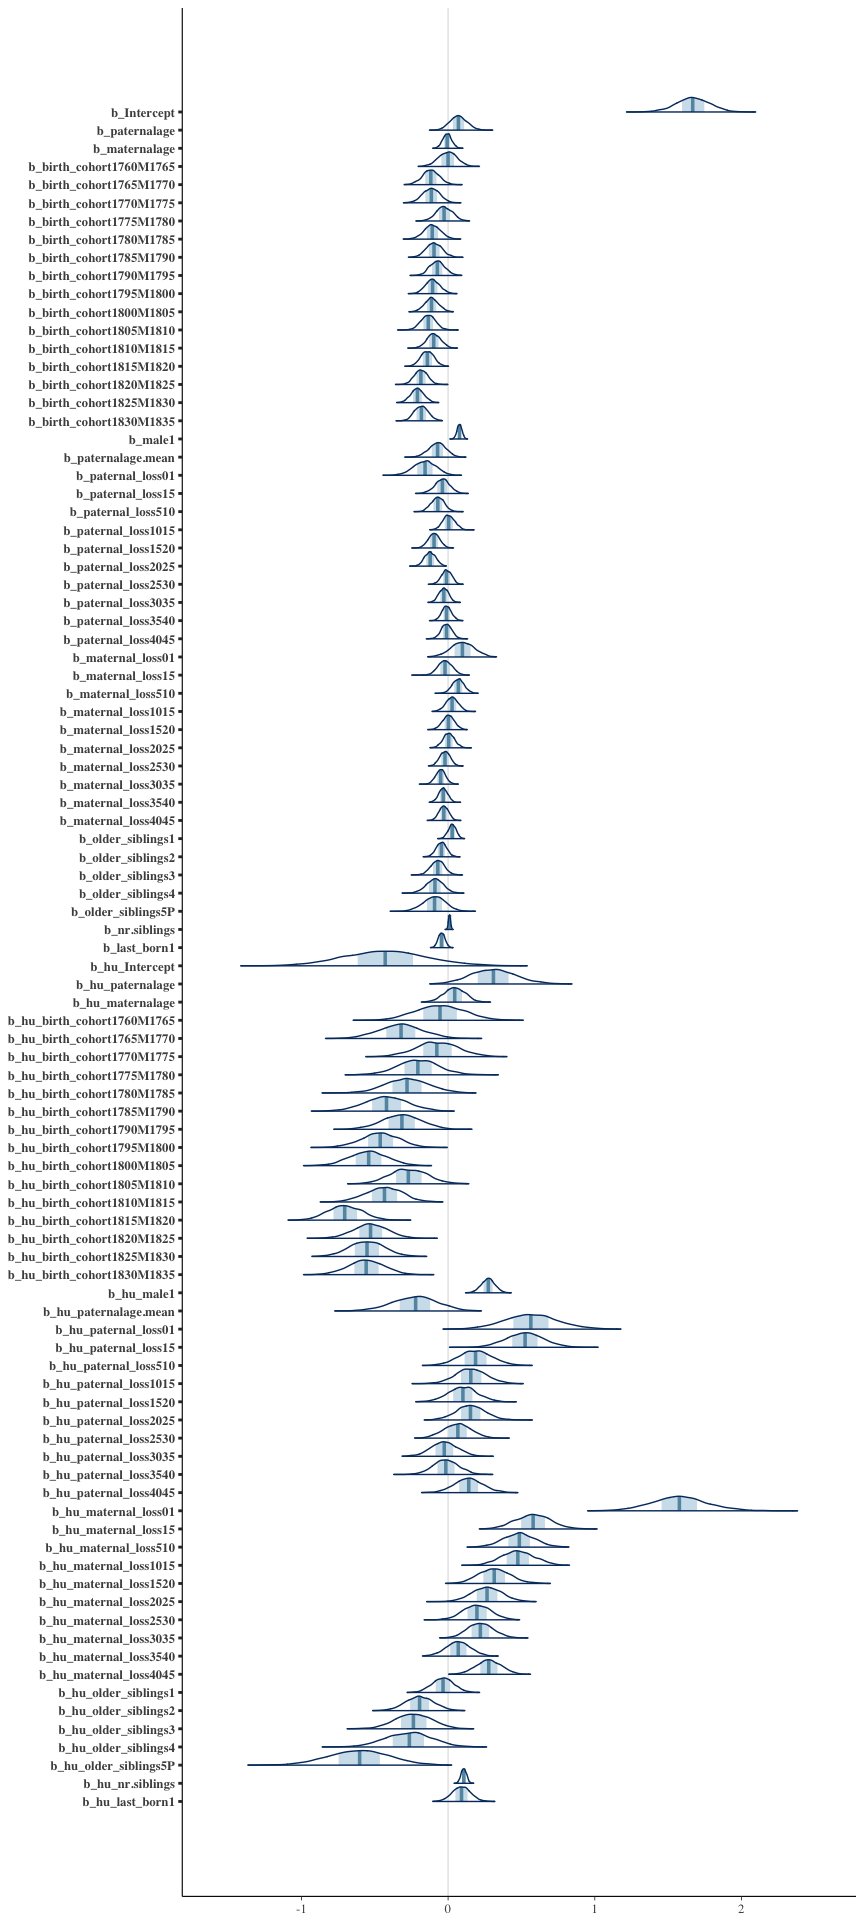 b_Intercept
b_paternalage
b_maternalage
b_birth_cohort1760M1765
b_birth_cohort1765M1770
b_birth_cohort1770M1775
b_birth_cohort1775M1780
b_birth_cohort1780M1785
b_birth_cohort1785M1790
b_birth_cohort1790M1795
b_birth_cohort1795M1800
b_birth_cohort1800M1805
b_birth_cohort1805M1810
b_birth_cohort1810M1815
b_birth_cohort1815M1820
b_birth_cohort1820M1825
b_birth_cohort1825M1830
b_birth_cohort1830M1835
b_male1
b_paternalage.mean
b_paternal_loss01
b_paternal_loss15
b_paternal_loss510
b_paternal_loss1015
b_paternal_loss1520
b_paternal_loss2025
b_paternal_loss2530
b_paternal_loss3035
b_paternal_loss3540
b_paternal_loss4045
b_maternal_loss01
b_maternal_loss15
b_maternal_loss510
b_maternal_loss1015
b_maternal_loss1520
b_maternal_loss2025
b_maternal_loss2530
b_maternal_loss3035
b_maternal_loss3540
b_maternal_loss4045
b_older_siblings1
b_older_siblings2
b_older_siblings3
b_older_siblings4
b_older_siblings5P
b_nr.siblings
b_last_born1
b_hu_Intercept
b_hu_paternalage
b_hu_maternalage
b_hu_birth_cohort1760M1765
b_hu_birth_cohort1765M1770
b_hu_birth_cohort1770M1775
b_hu_birth_cohort1775M1780
b_hu_birth_cohort1780M1785
b_hu_birth_cohort1785M1790
b_hu_birth_cohort1790M1795
b_hu_birth_cohort1795M1800
b_hu_birth_cohort1800M1805
b_hu_birth_cohort1805M1810
b_hu_birth_cohort1810M1815
b_hu_birth_cohort1815M1820
b_hu_birth_cohort1820M1825
b_hu_birth_cohort1825M1830
b_hu_birth_cohort1830M1835
b_hu_male1
b_hu_paternalage.mean
b_hu_paternal_loss01
b_hu_paternal_loss15
b_hu_paternal_loss510
b_hu_paternal_loss1015
b_hu_paternal_loss1520
b_hu_paternal_loss2025
b_hu_paternal_loss2530
b_hu_paternal_loss3035
b_hu_paternal_loss3540
b_hu_paternal_loss4045
b_hu_maternal_loss01
b_hu_maternal_loss15
b_hu_maternal_loss510
b_hu_maternal_loss1015
b_hu_maternal_loss1520
b_hu_maternal_loss2025
b_hu_maternal_loss2530
b_hu_maternal_loss3035
b_hu_maternal_loss3540
b_hu_maternal_loss4045
b_hu_older_siblings1
b_hu_older_siblings2
b_hu_older_siblings3
b_hu_older_siblings4
b_hu_older_siblings5P
b_hu_nr.siblings
b_hu_last_born1
-1 0 1 2